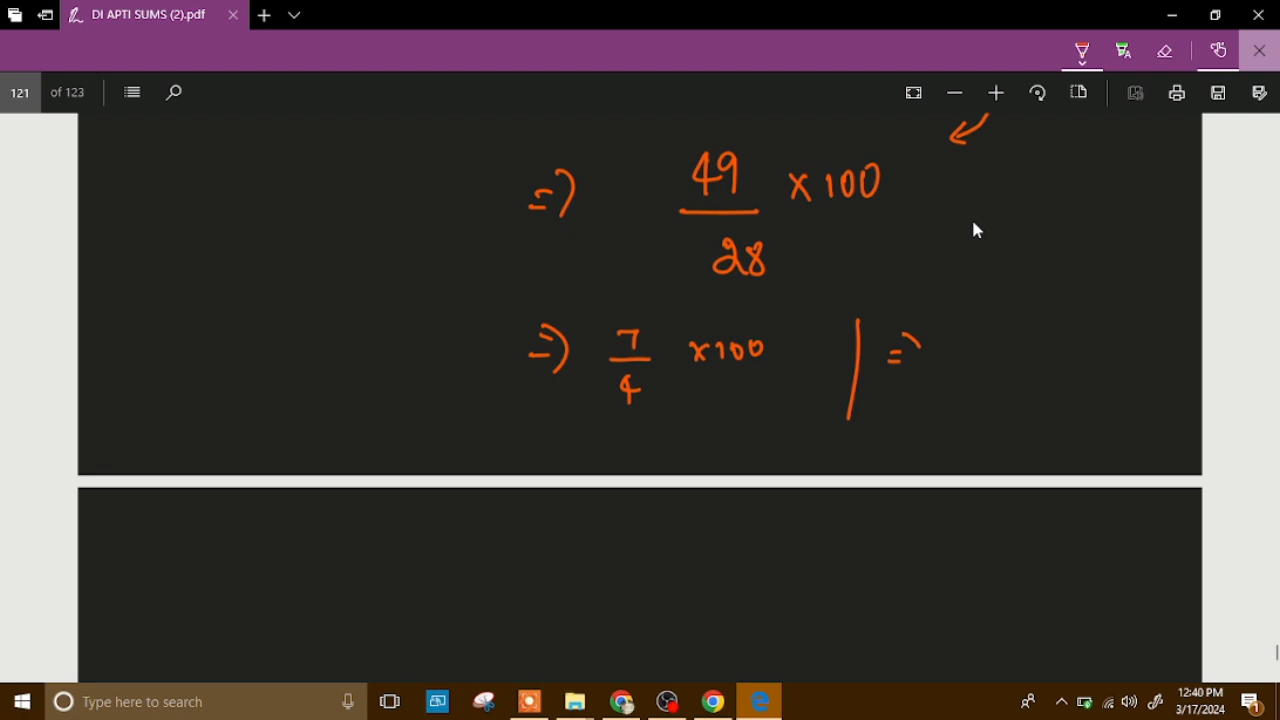 DI APTI SUMS (2).pdf
121 of 123
=> 49/28 x 100
=> 7/4 x100 | =>
Type here to search
12:40 PM
3/17/2024